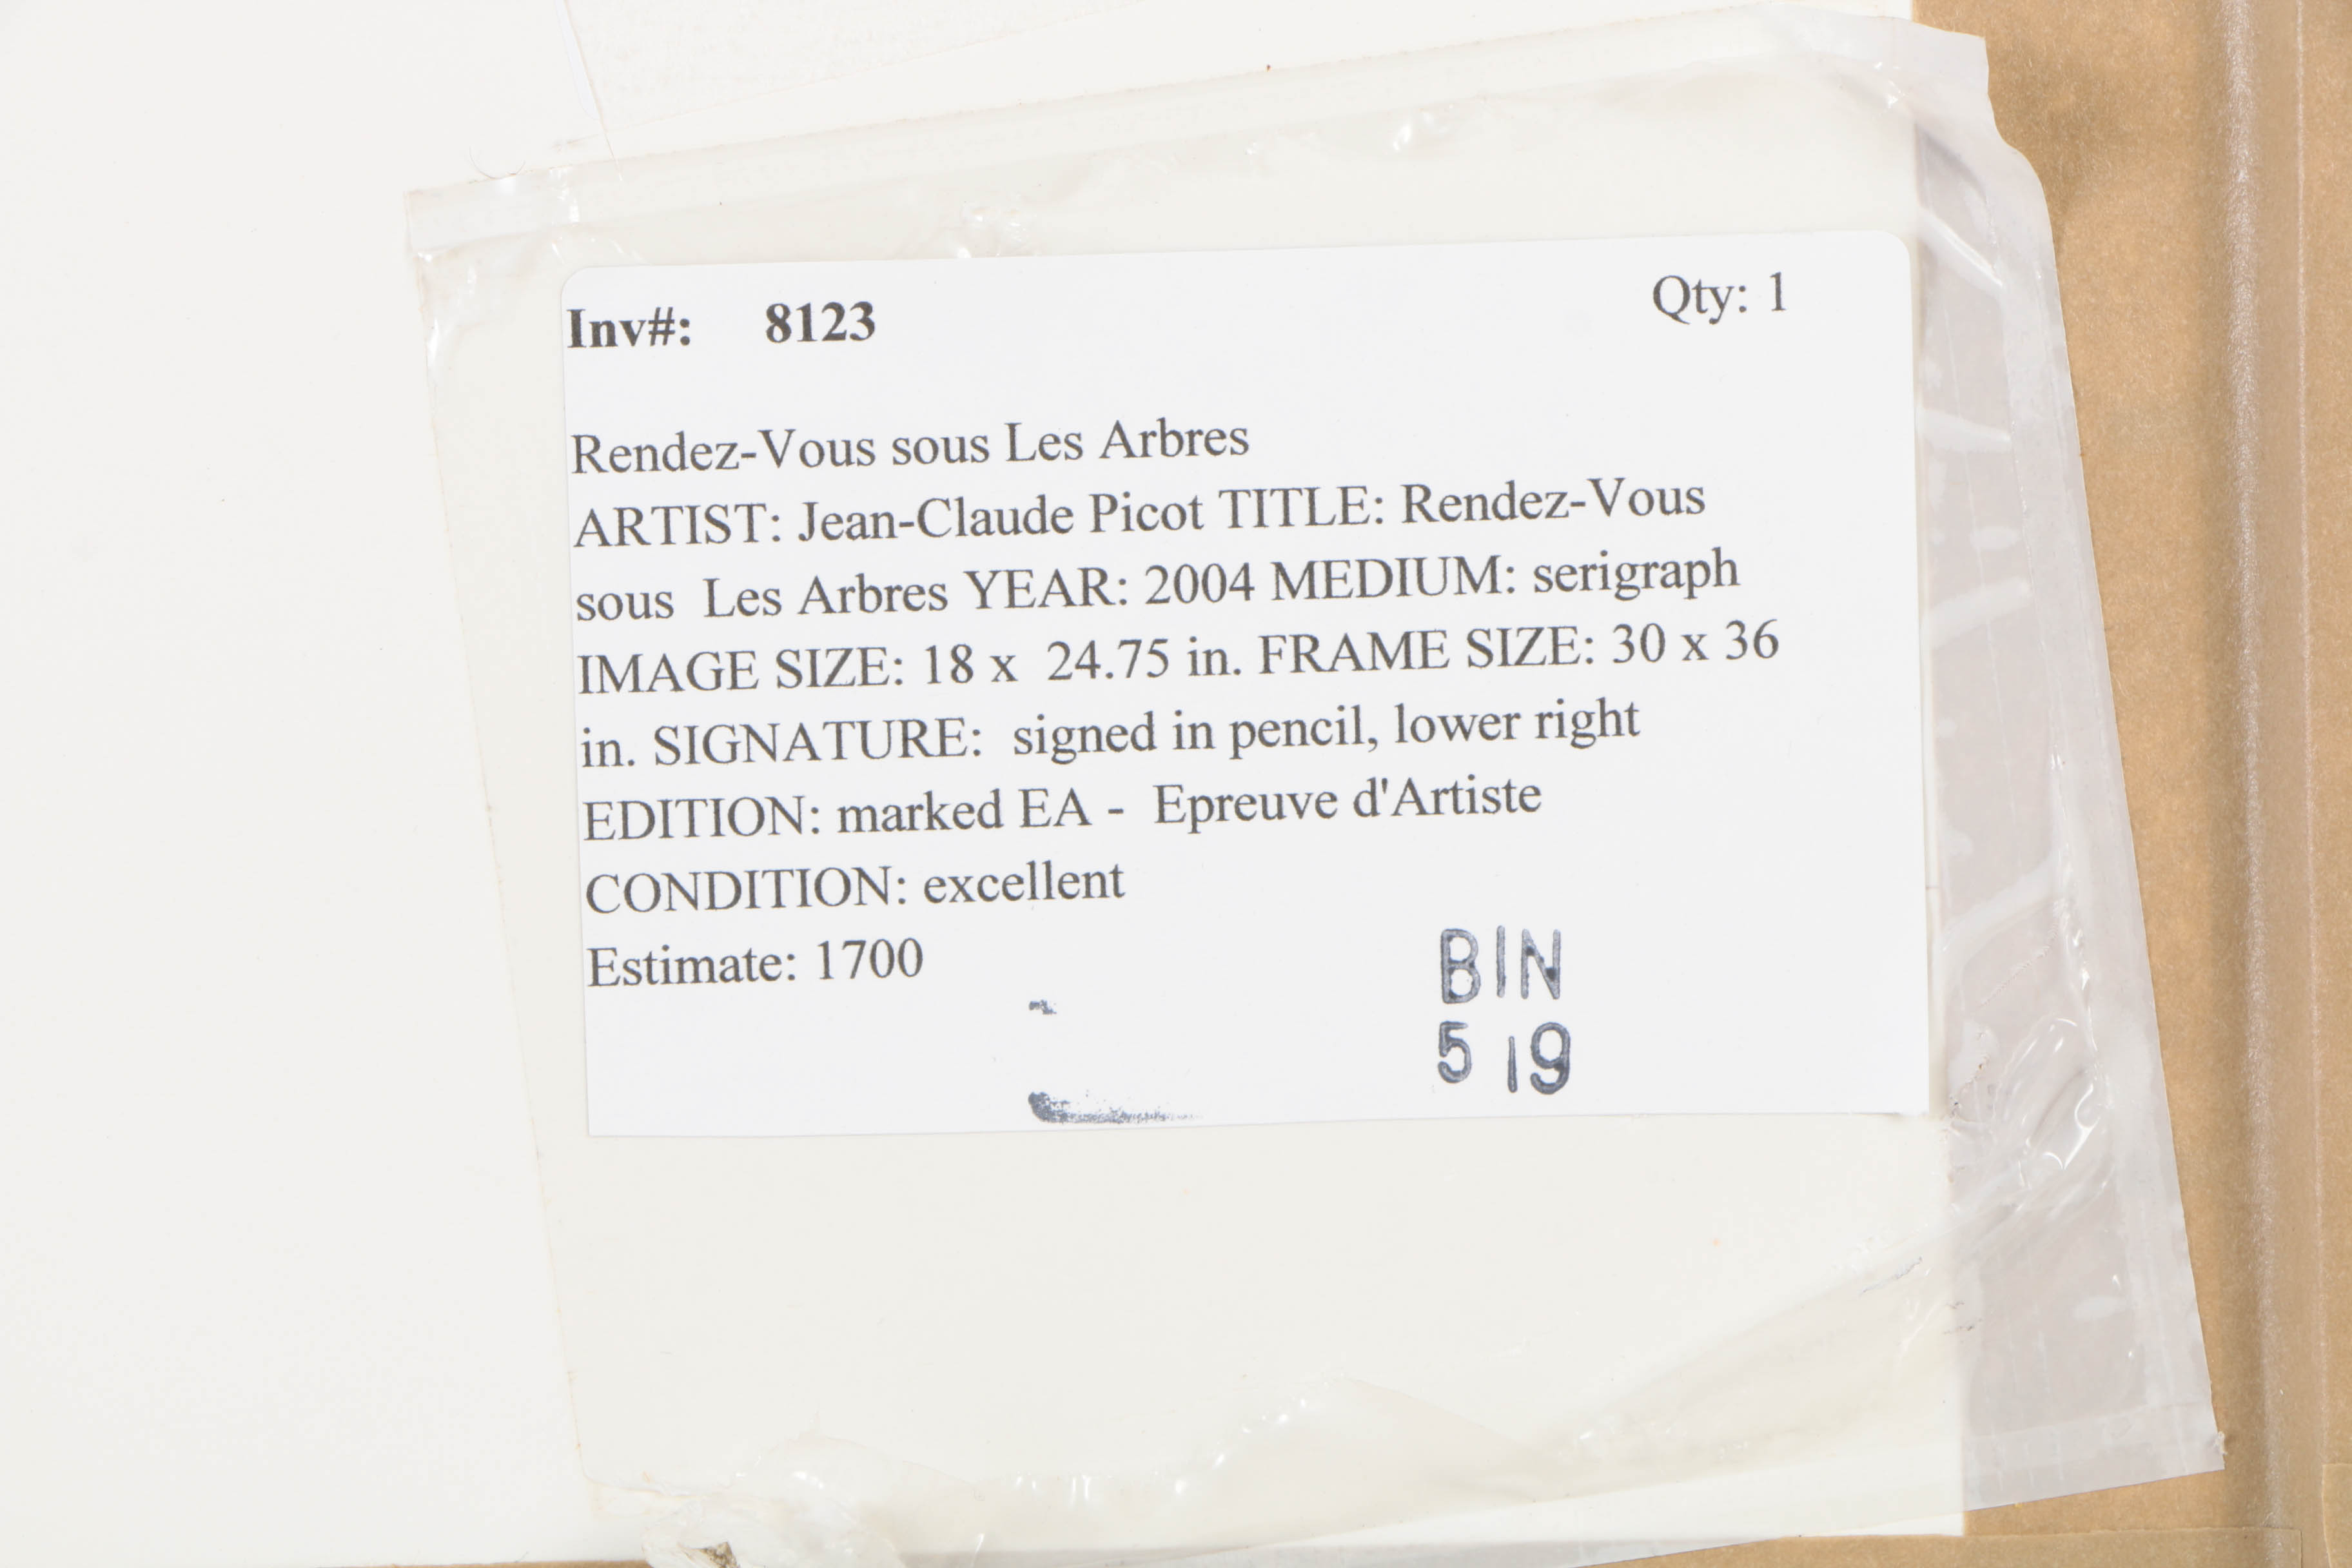 Inv#: 8123 Qty: 1
Rendez-Vous sous Les Arbres
ARTIST: Jean-Claude Picot TITLE: Rendez-Vous
sous Les Arbres YEAR: 2004 MEDIUM: serigraph
IMAGE SIZE: 18 x 24.75 in. FRAME SIZE: 30 x 36
in. SIGNATURE: signed in pencil, lower right
EDITION: marked EA - Epreuve d'Artiste
CONDITION: excellent
Estimate: 1700
BIN
519